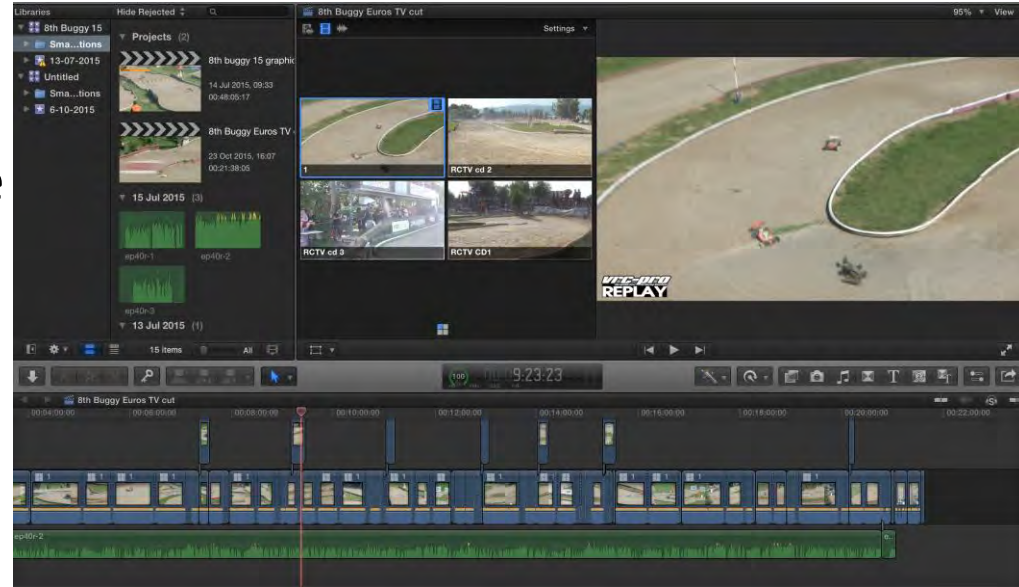 Libraries
Hide Rejected
8th Buggy Euros TV cut
95%
View
8th Buggy 15
Sma...tions
13-07-2015
Untitled
Sma...tions
6-10-2015
Projects (2)
8th buggy 15 graphic
14 Jul 2015, 09:33
00:48:05:17
8th Buggy Euros TV
23 Oct 2015, 16:07
00:21:38:05
15 Jul 2015 (3)
ep40r-1
ep40r-2
ep40r-3
13 Jul 2015 (1)
15 items
All
Settings
1
RCTV cd 2
RCTV cd 3
RCTV CD1
VRC-PRO
REPLAY
100
9:23:23
8th Buggy Euros TV cut
00:04:00:00
00:06:00:00
00:08:00:00
00:10:00:00
00:12:00:00
00:14:00:00
00:16:00:00
00:18:00:00
00:20:00:00
00:22:00:00
ep40r-2